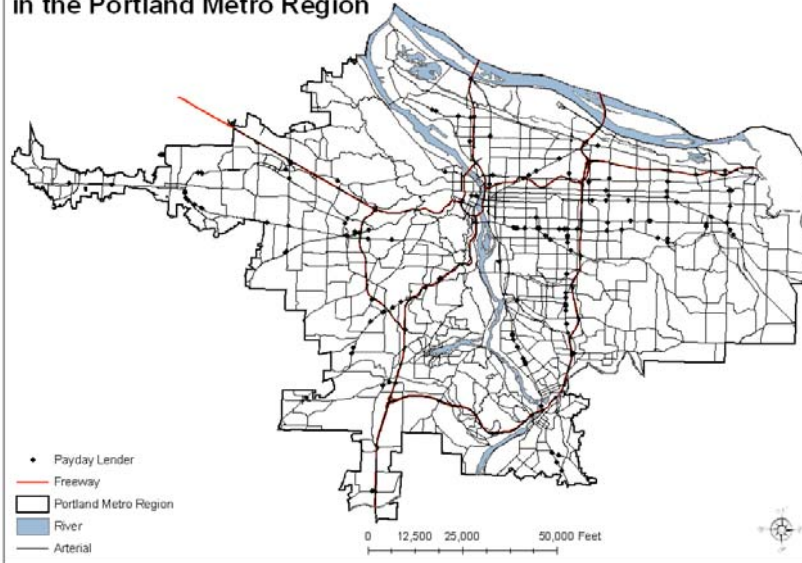 in the Portland Metro Region
Payday Lender
Freeway
Portland Metro Region
River
Arterial
0 12,500 25,000 50,000 Feet